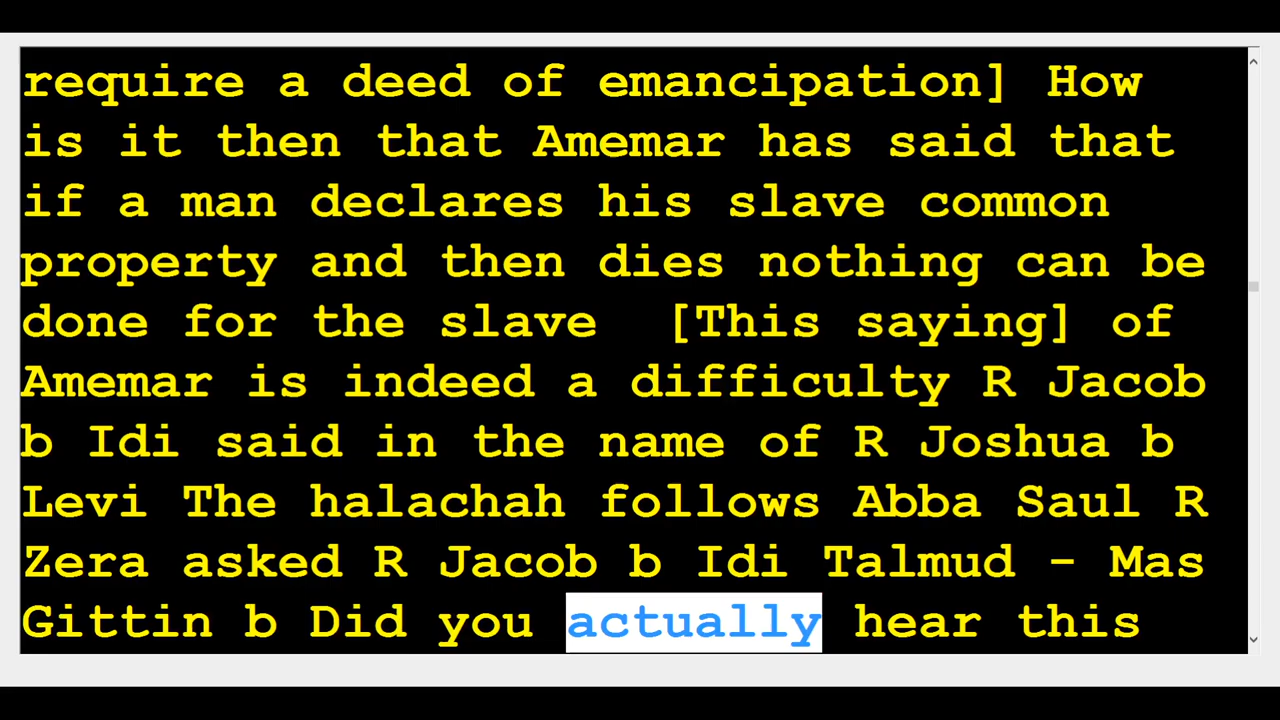 require a deed of emancipation] How
is it then that Amemar has said that
if a man declares his slave common
property and then dies nothing can be
done for the slave  [This saying] of
Amemar is indeed a difficulty R Jacob
b Idi said in the name of R Joshua b
Levi The halachah follows Abba Saul R
Zera asked R Jacob b Idi Talmud - Mas
Gittin b Did you actually hear this